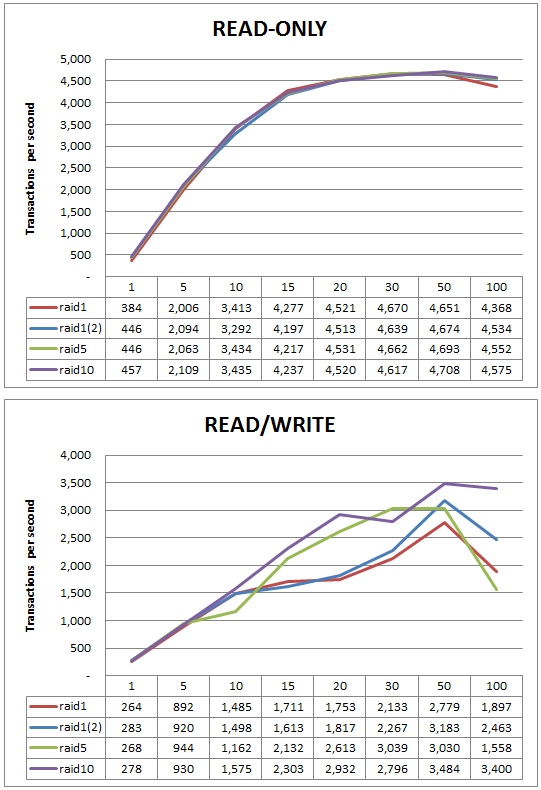 READ-ONLY
Transactions per second
5,000
4,500
4,000
3,500
3,000
2,500
2,000
1,500
1,000
500
-
1 5 10 15 20 30 50 100
raid1 384 2,006 3,413 4,277 4,521 4,670 4,651 4,368
raid1(2) 446 2,094 3,292 4,197 4,513 4,639 4,674 4,534
raid5 446 2,063 3,434 4,217 4,531 4,662 4,693 4,552
raid10 457 2,109 3,435 4,237 4,520 4,617 4,708 4,575
READ/WRITE
Transactions per second
4,000
3,500
3,000
2,500
2,000
1,500
1,000
500
-
1 5 10 15 20 30 50 100
raid1 264 892 1,485 1,711 1,753 2,133 2,779 1,897
raid1(2) 283 920 1,498 1,613 1,817 2,267 3,183 2,463
raid5 268 944 1,162 2,132 2,613 3,039 3,030 1,558
raid10 278 930 1,575 2,303 2,932 2,796 3,484 3,400